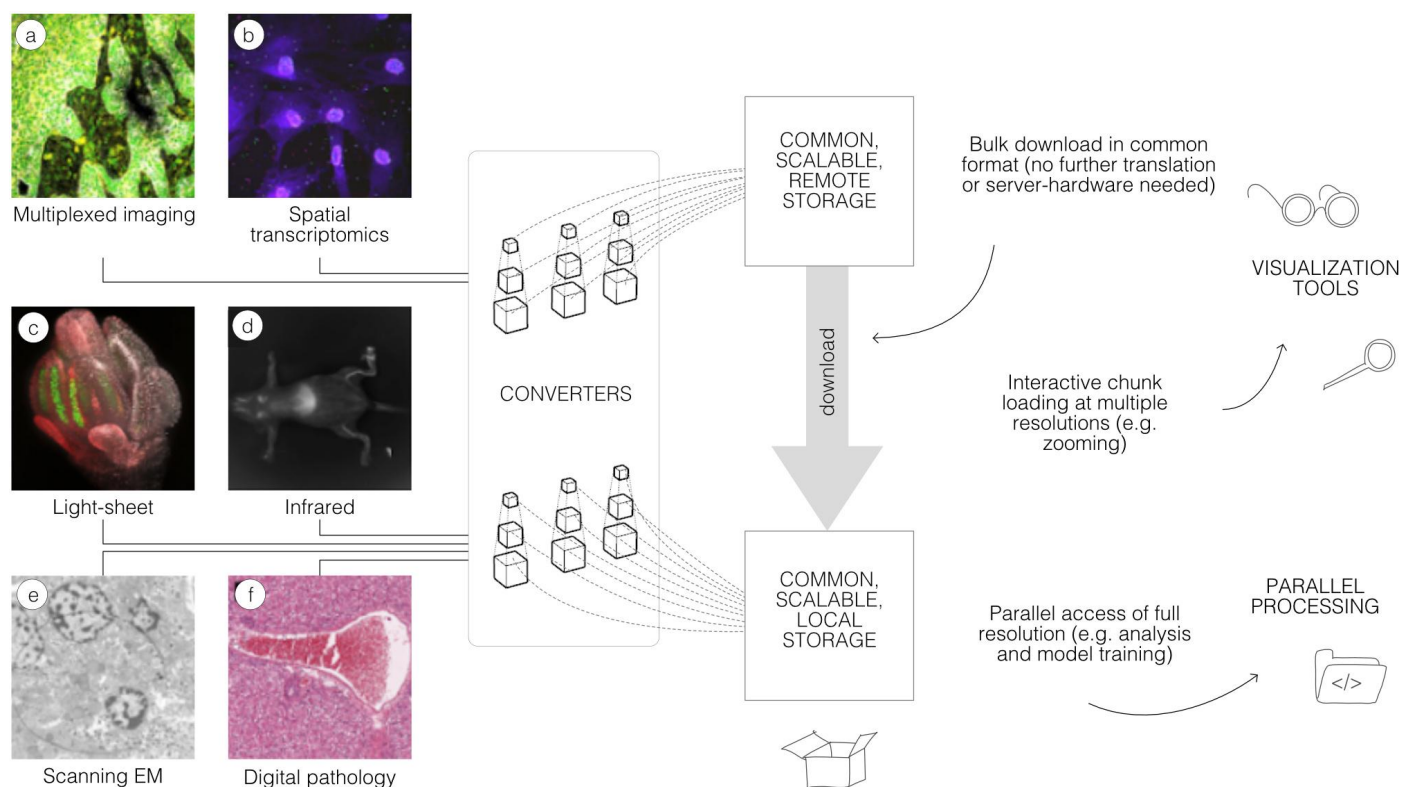 a
b
Multiplexed imaging
Spatial
transcriptomics
c
d
Light-sheet
Infrared
e
f
Scanning EM
Digital pathology
CONVERTERS
COMMON,
SCALABLE,
REMOTE
STORAGE
download
COMMON,
SCALABLE,
LOCAL
STORAGE
Bulk download in common
format (no further translation
or server-hardware needed)
VISUALIZATION
TOOLS
Interactive chunk
loading at multiple
resolutions (e.g.
zooming)
Parallel access of full
resolution (e.g. analysis
and model training)
PARALLEL
PROCESSING
</>